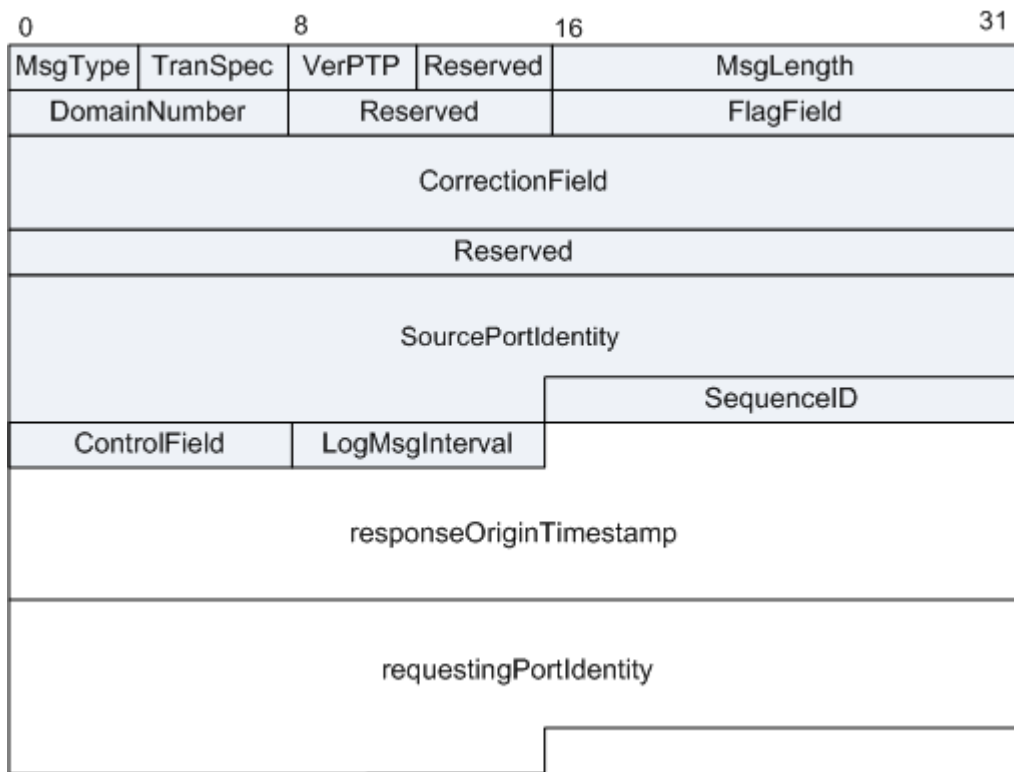 0 8 16 31
MsgType TranSpec VerPTP Reserved MsgLength
DomainNumber Reserved FlagField
CorrectionField
Reserved
SourcePortIdentity
SequenceID
ControlField LogMsgInterval
responseOriginTimestamp
requestingPortIdentity